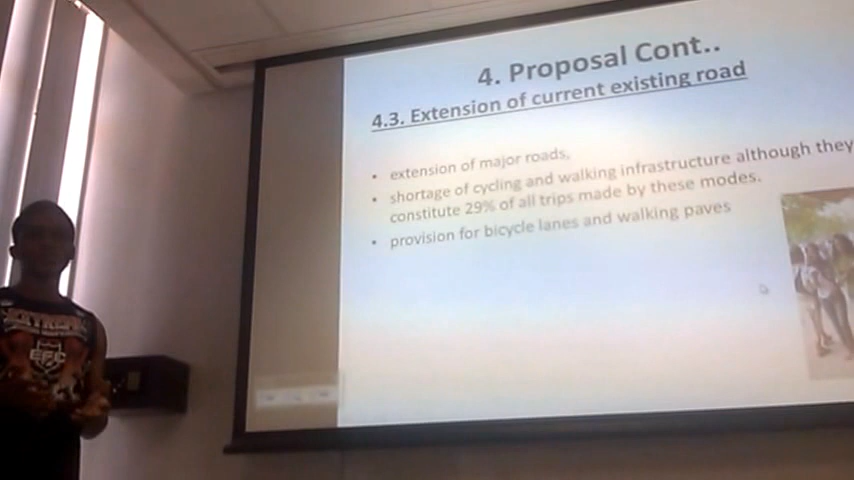 4. Proposal Cont..
4.3. Extension of current existing road
• extension of major roads,
• shortage of cycling and walking infrastructure although they
constitute 29% of all trips made by these modes.
• provision for bicycle lanes and walking paves
EXTREME
EFC